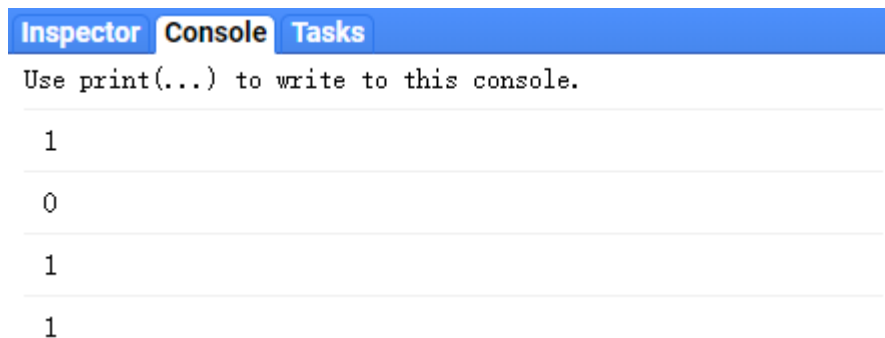 Inspector Console Tasks
Use print(...) to write to this console.
1
0
1
1